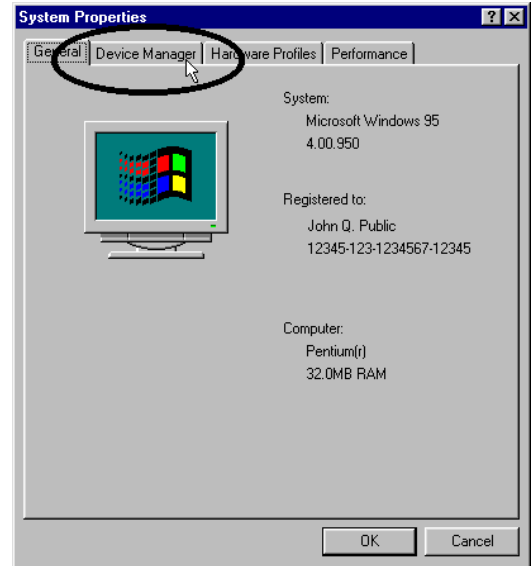 System Properties
General Device Manager Hardware Profiles Performance
System:
Microsoft Windows 95
4.00.950
Registered to:
John Q. Public
12345-123-1234567-12345
Computer:
Pentium(r)
32.0MB RAM
OK Cancel